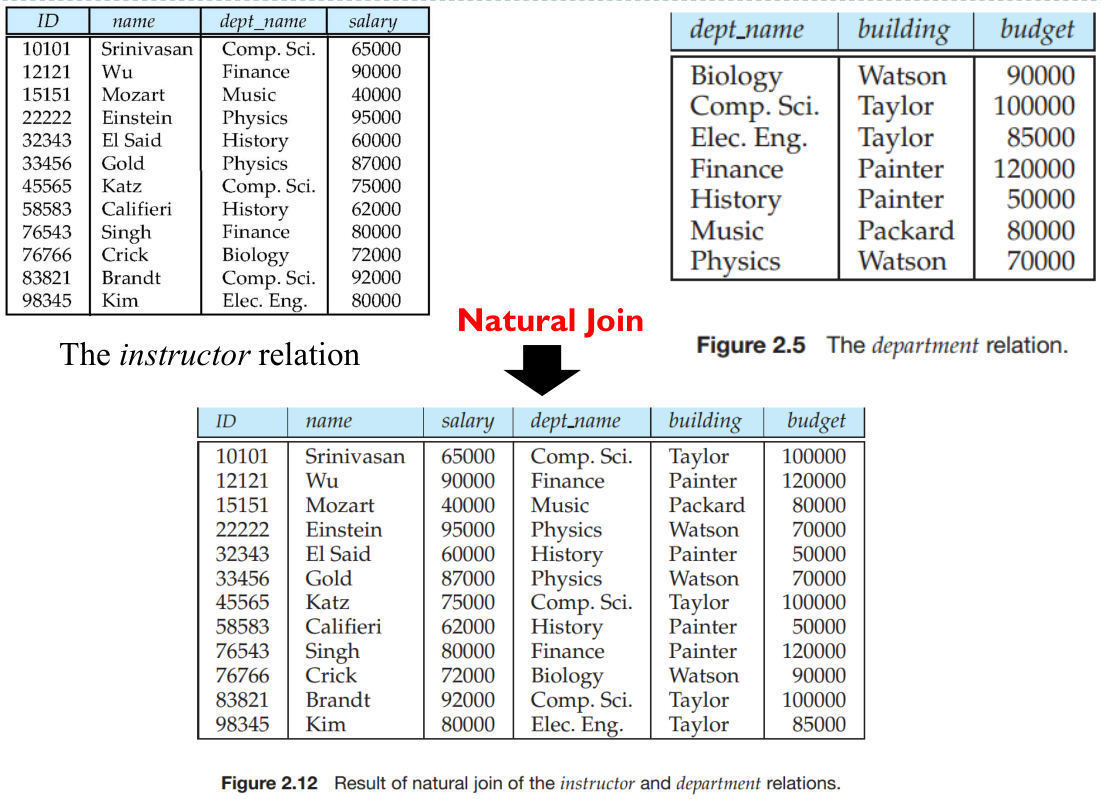 ID name dept_name salary
10101 Srinivasan Comp. Sci. 65000
12121 Wu Finance 90000
15151 Mozart Music 40000
22222 Einstein Physics 95000
32343 El Said History 60000
33456 Gold Physics 87000
45565 Katz Comp. Sci. 75000
58583 Califieri History 62000
76543 Singh Finance 80000
76766 Crick Biology 72000
83821 Brandt Comp. Sci. 92000
98345 Kim Elec. Eng. 80000
The instructor relation
dept_name building budget
Biology Watson 90000
Comp. Sci. Taylor 100000
Elec. Eng. Taylor 85000
Finance Painter 120000
History Painter 50000
Music Packard 80000
Physics Watson 70000
Figure 2.5 The department relation.
Natural Join
ID name salary dept_name building budget
10101 Srinivasan 65000 Comp. Sci. Taylor 100000
12121 Wu 90000 Finance Painter 120000
15151 Mozart 40000 Music Packard 80000
22222 Einstein 95000 Physics Watson 70000
32343 El Said 60000 History Painter 50000
33456 Gold 87000 Physics Watson 70000
45565 Katz 75000 Comp. Sci. Taylor 100000
58583 Califieri 62000 History Painter 50000
76543 Singh 80000 Finance Painter 120000
76766 Crick 72000 Biology Watson 90000
83821 Brandt 92000 Comp. Sci. Taylor 100000
98345 Kim 80000 Elec. Eng. Taylor 85000
Figure 2.12 Result of natural join of the instructor and department relations.